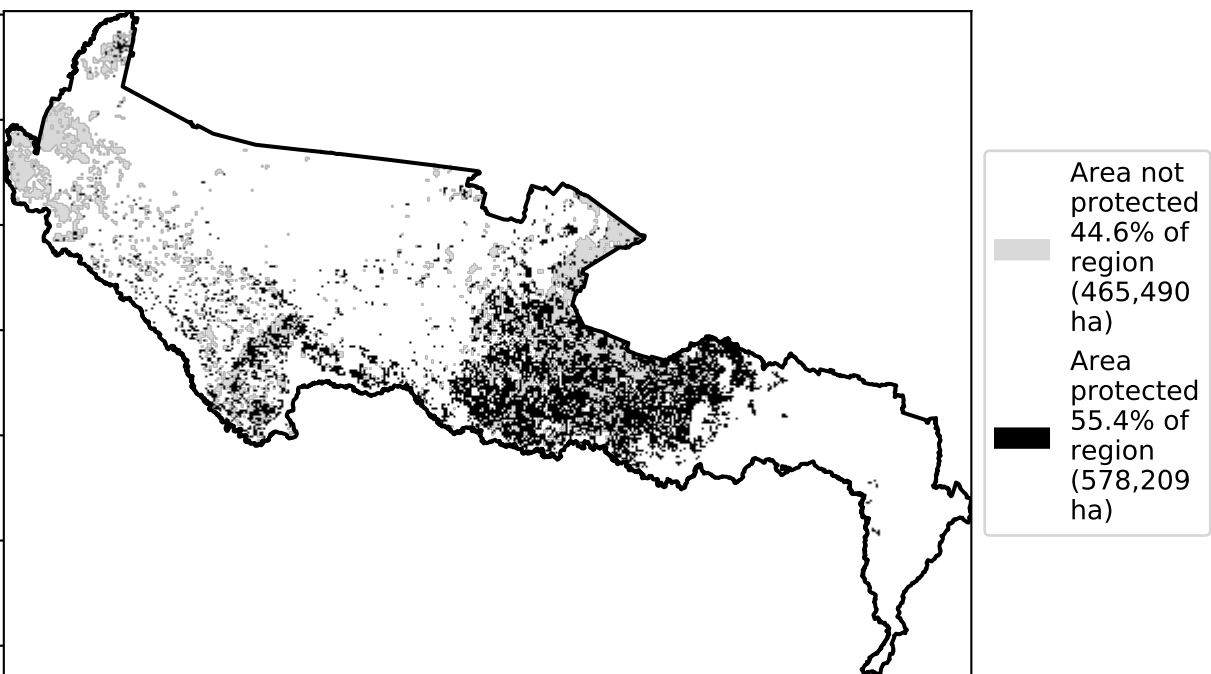 Area not
protected
44.6% of
region
(465,490
ha)
Area
protected
55.4% of
region
(578,209
ha)